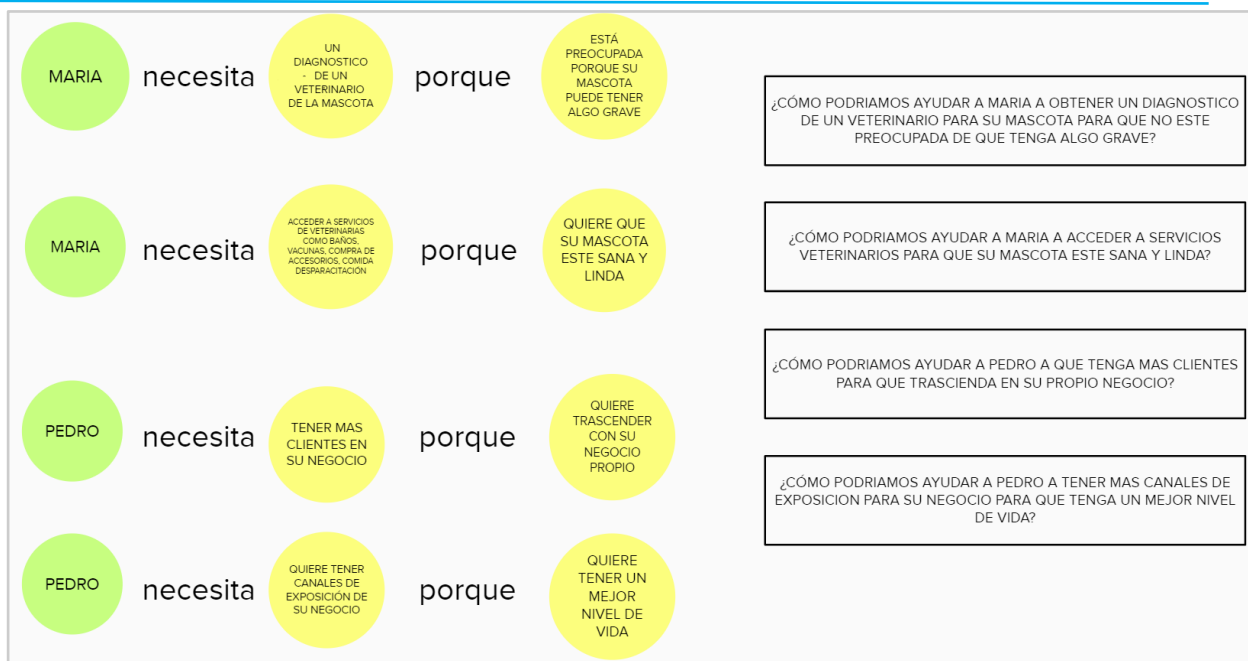 MARIA
necesita
UN
DIAGNOSTICO
- DE UN
VETERINARIO
DE LA MASCOTA
porque
ESTÁ
PREOCUPADA
PORQUE SU
MASCOTA
PUEDE TENER
ALGO GRAVE
¿CÓMO PODRIAMOS AYUDAR A MARIA A OBTENER UN DIAGNOSTICO
DE UN VETERINARIO PARA SU MASCOTA PARA QUE NO ESTE
PREOCUPADA DE QUE TENGA ALGO GRAVE?
MARIA
necesita
ACCEDER A SERVICIOS
DE VETERINARIAS
COMO BAÑOS,
VACUNAS, COMPRA DE
ACCESORIOS, COMIDA
DESPARACITACIÓN
porque
QUIERE QUE
SU MASCOTA
ESTE SANA Y
LINDA
¿CÓMO PODRIAMOS AYUDAR A MARIA A ACCEDER A SERVICIOS
VETERINARIOS PARA QUE SU MASCOTA ESTE SANA Y LINDA?
PEDRO
necesita
TENER MAS
CLIENTES EN
SU NEGOCIO
porque
QUIERE
TRASCENDER
CON SU
NEGOCIO
PROPIO
¿CÓMO PODRIAMOS AYUDAR A PEDRO A QUE TENGA MAS CLIENTES
PARA QUE TRASCIENDA EN SU PROPIO NEGOCIO?
PEDRO
necesita
QUIERE TENER
CANALES DE
EXPOSICIÓN DE
SU NEGOCIO
porque
QUIERE
TENER UN
MEJOR
NIVEL DE
VIDA
¿CÓMO PODRIAMOS AYUDAR A PEDRO A TENER MAS CANALES DE
EXPOSICION PARA SU NEGOCIO PARA QUE TENGA UN MEJOR NIVEL
DE VIDA?